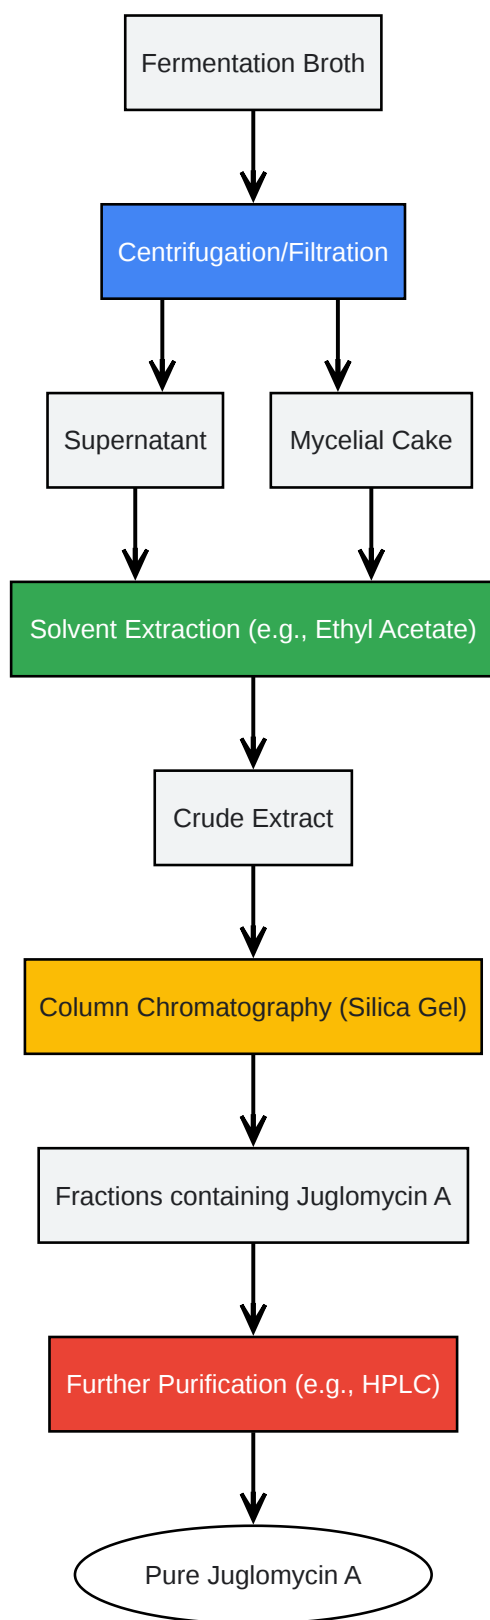 Fermentation Broth
Centrifugation/Filtration
Supernatant
Mycelial Cake
Solvent Extraction (e.g., Ethyl Acetate)
Crude Extract
Column Chromatography (Silica Gel)
Fractions containing Juglomycin A
Further Purification (e.g., HPLC)
Pure Juglomycin A